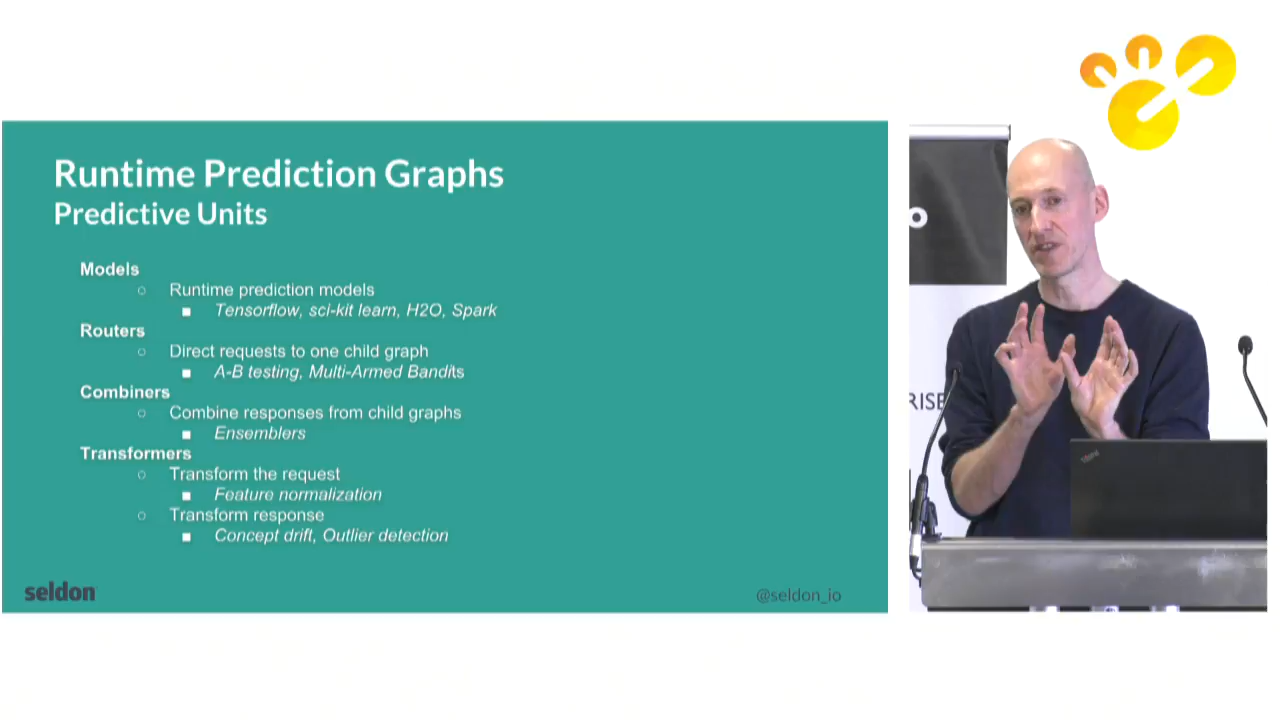 Runtime Prediction Graphs
Predictive Units
Models
Runtime prediction models
Tensorflow, sci-kit learn, H2O, Spark
Routers
Direct requests to one child graph
A-B testing, Multi-Armed Bandits
Combiners
Combine responses from child graphs
Ensemblers
Transformers
Transform the request
Feature normalization
Transform response
Concept drift, Outlier detection
seldon
@seldon_io
o
RISE